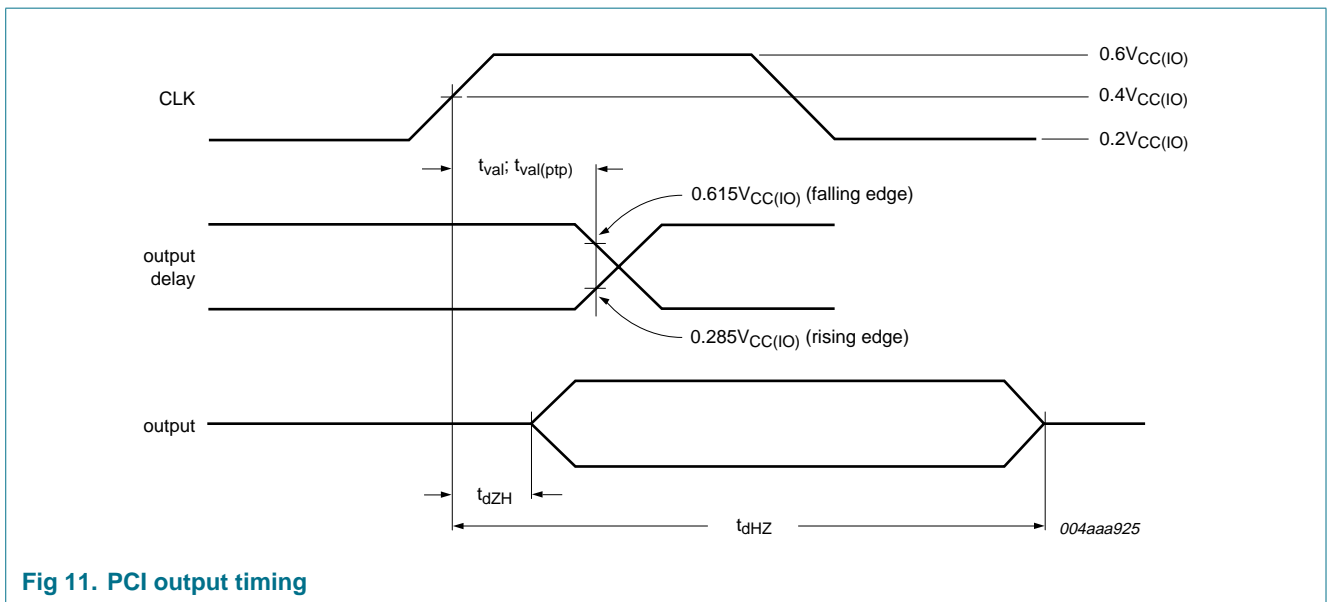 0.6VCC(IO)
CLK
0.4VCC(IO)
0.2VCC(IO)
tval; tval(ptp)
0.615VCC(IO) (falling edge)
output
delay
0.285VCC(IO) (rising edge)
output
tdZH
tdHZ
004aaa925
Fig 11. PCI output timing